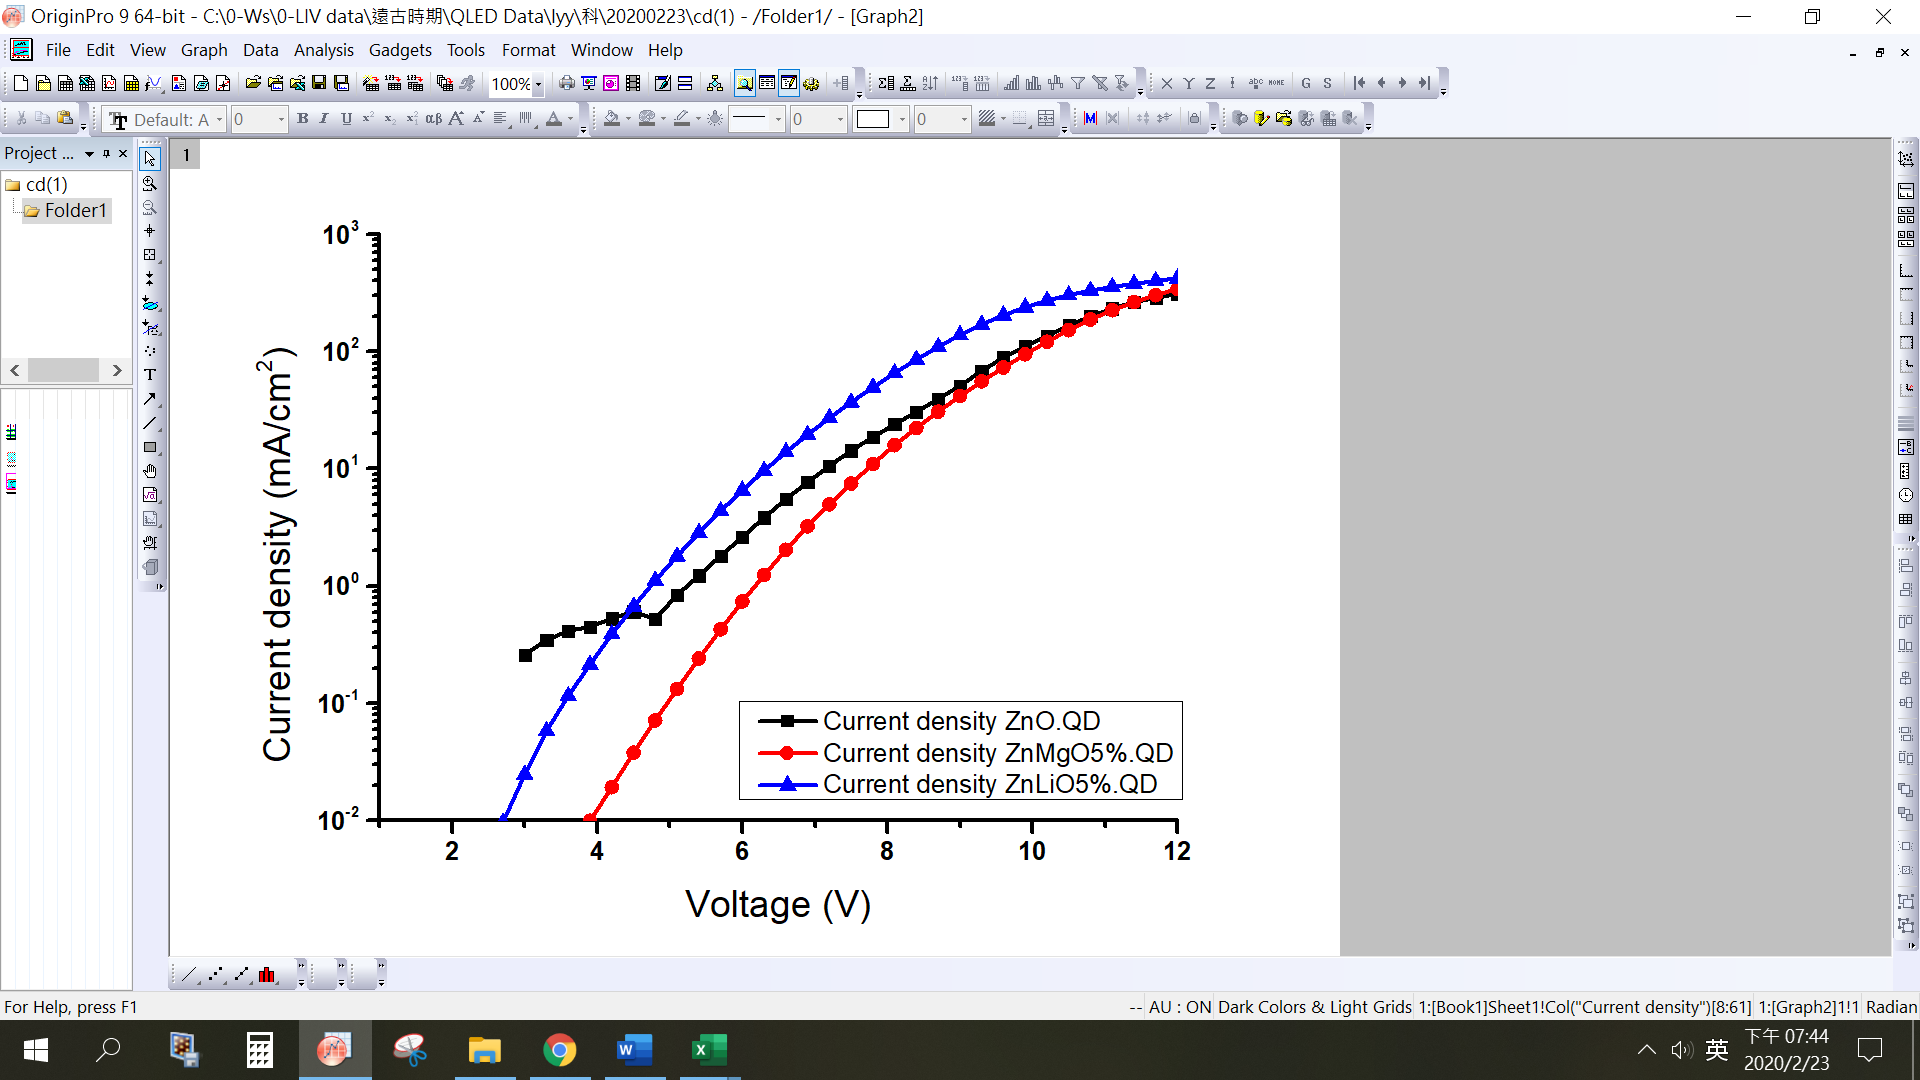 OriginPro 9 64-bit - C:\0-Ws\0-LIV data\遠古時期\QLED Data\lyy\科\20200223\cd(1) - /Folder1/ - [Graph2]
File Edit View Graph Data Analysis Gadgets Tools Format Window Help
100%
Default: A 0 B I U x² x₂ αβ A A 0 0
Project ...
cd(1)
Folder1
1
10³
10²
10¹
10⁰
10⁻¹
10⁻²
Current density (mA/cm²)
Current density ZnO.QD
Current density ZnMgO5%.QD
Current density ZnLiO5%.QD
2 4 6 8 10 12
Voltage (V)
For Help, press F1
-- AU : ON Dark Colors & Light Grids 1:[Book1]Sheet1!Col("Current density")[8:61] 1:[Graph2]1!1 Radian
英
下午 07:44
2020/2/23